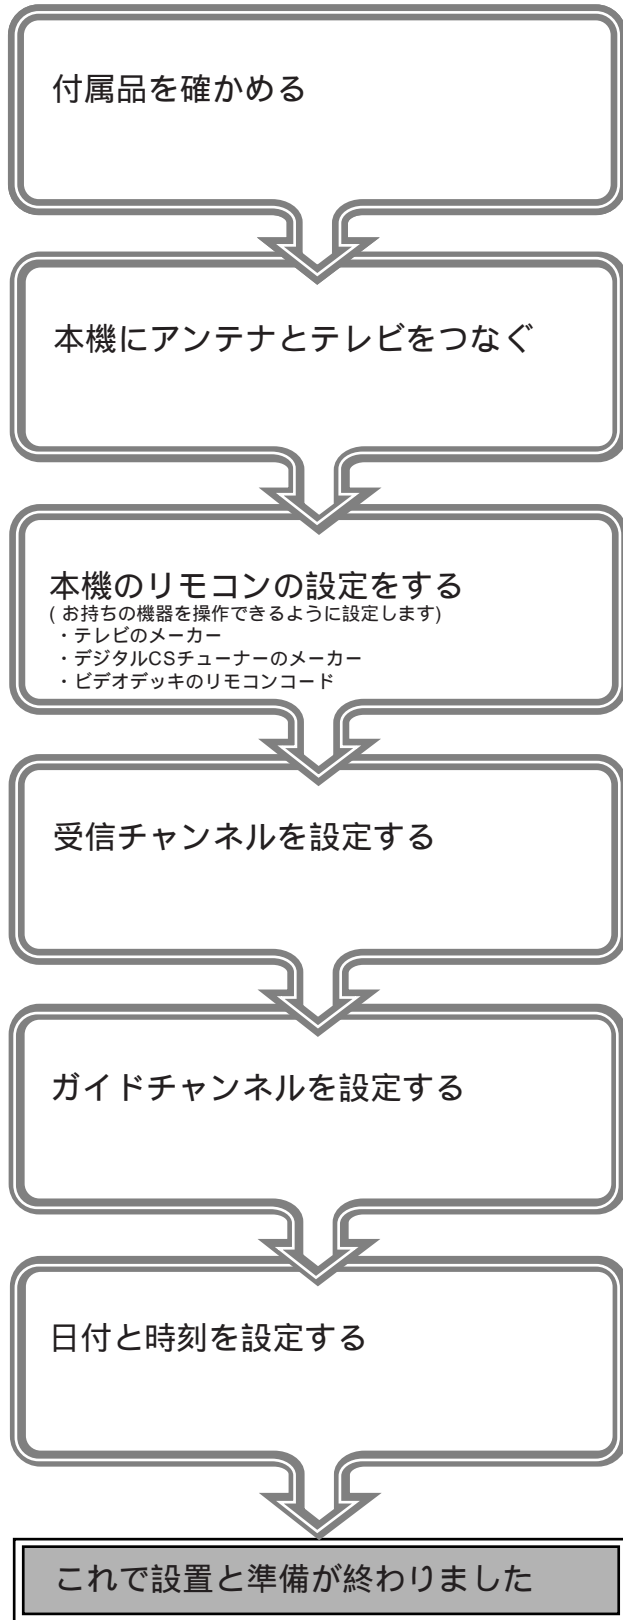 付属品を確かめる
本機にアンテナとテレビをつなぐ
本機のリモコンの設定をする
( お持ちの機器を操作できるように設定します)
・テレビのメーカー
・デジタルCSチューナーのメーカー
・ビデオデッキのリモコンコード
受信チャンネルを設定する
ガイドチャンネルを設定する
日付と時刻を設定する
これで設置と準備が終わりました